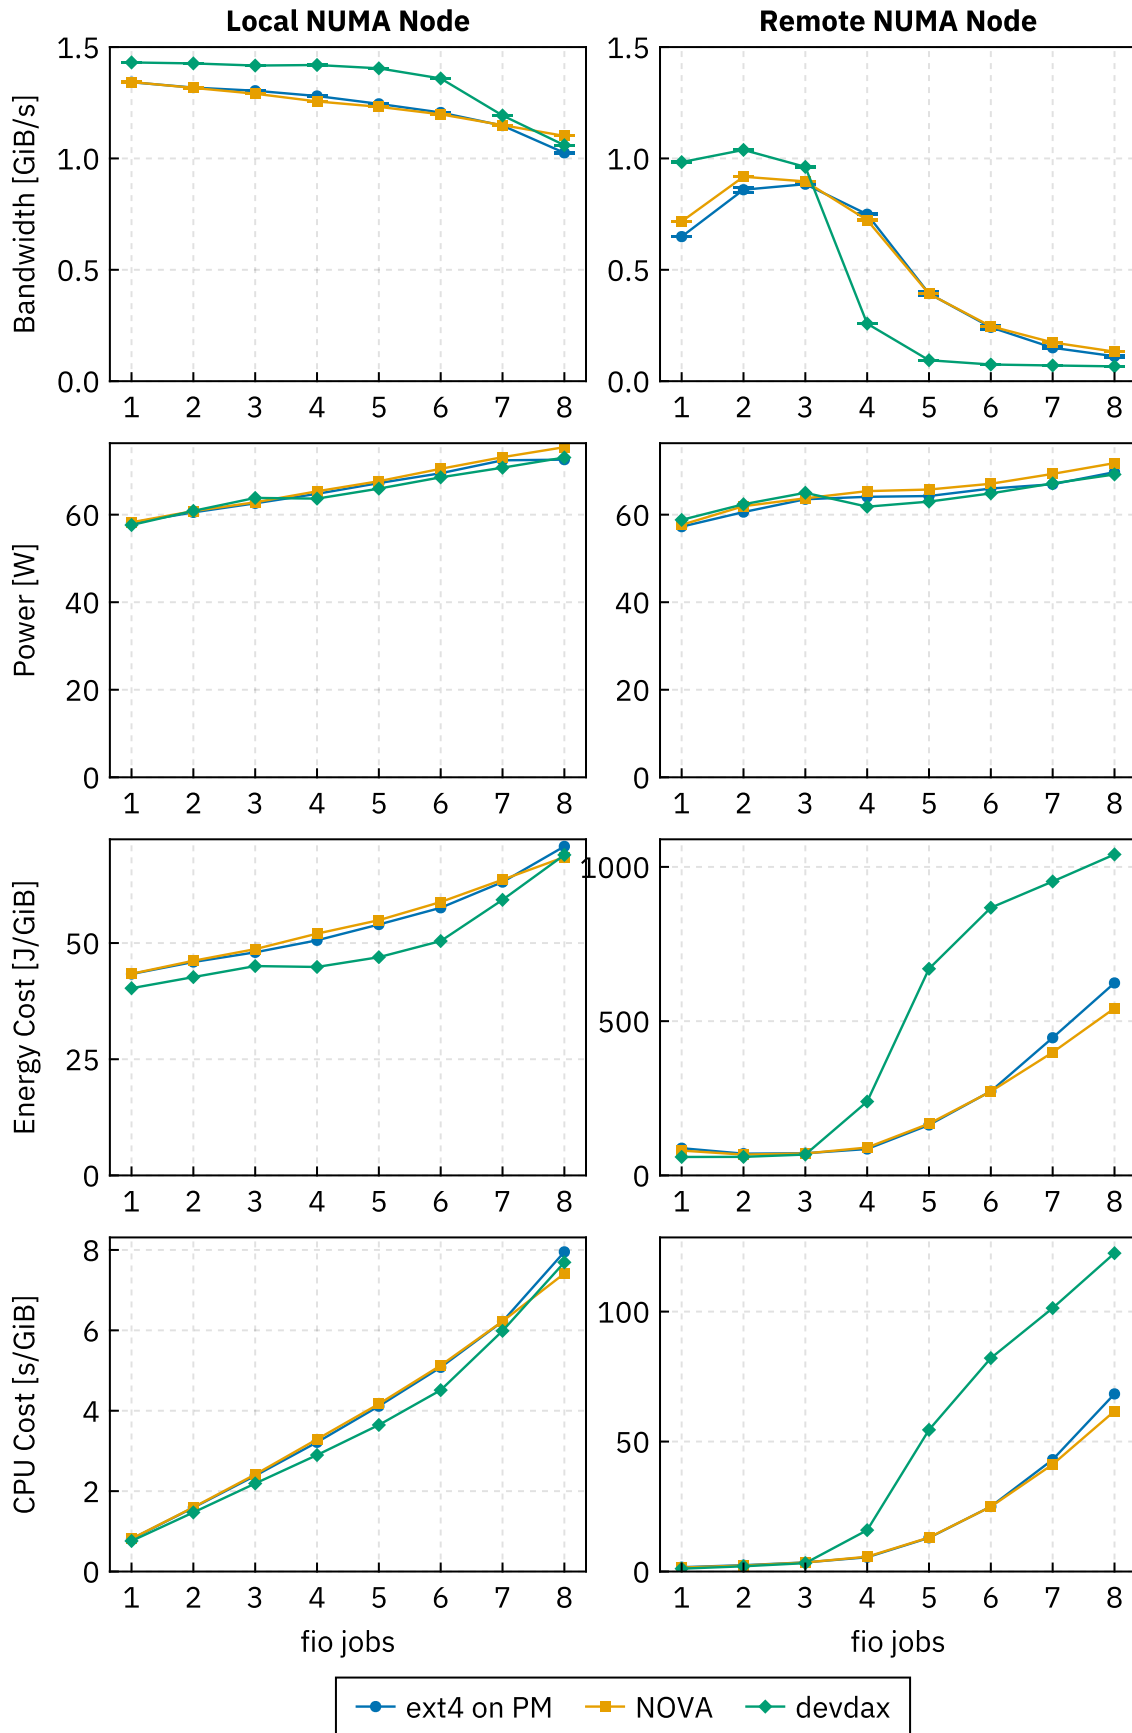 Local NUMA Node
Remote NUMA Node
Bandwidth [GiB/s]
1.5
1.0
0.5
0.0
1 2 3 4 5 6 7 8
1.5
1.0
0.5
0.0
1 2 3 4 5 6 7 8
Power [W]
60
40
20
0
1 2 3 4 5 6 7 8
60
40
20
0
1 2 3 4 5 6 7 8
Energy Cost [J/GiB]
50
25
0
1 2 3 4 5 6 7 8
1000
500
0
1 2 3 4 5 6 7 8
CPU Cost [s/GiB]
8
6
4
2
0
1 2 3 4 5 6 7 8
fio jobs
100
50
0
1 2 3 4 5 6 7 8
fio jobs
ext4 on PM
NOVA
devdax